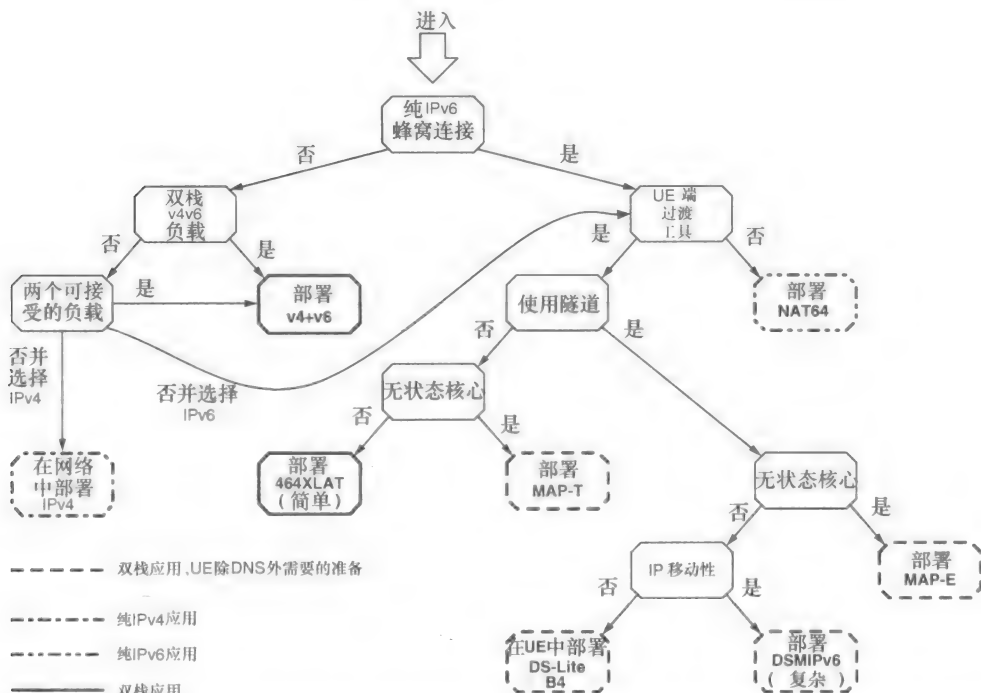 进入
纯IPv6
蜂窝连接
否
是
双栈
v4v6
负载
UE 端
过渡
工具
否
是
是
否
两个可接
受的负载
是
部署
v4+v6
使用隧道
部署
NAT64
否并
选择
IPv4
否并选择
IPv6
否
是
无状态核心
否
是
在网络
中部署
IPv4
部署
464XLAT
(简单)
部署
MAP-T
无状态核心
否
是
双栈应用,UE除DNS外需要的准备
IP 移动性
部署
MAP-E
否
是
纯IPv4应用
纯IPv6应用
在UE中部署
DS-Lite
B4
部署
DSMIPv6
(复杂)
双栈应用